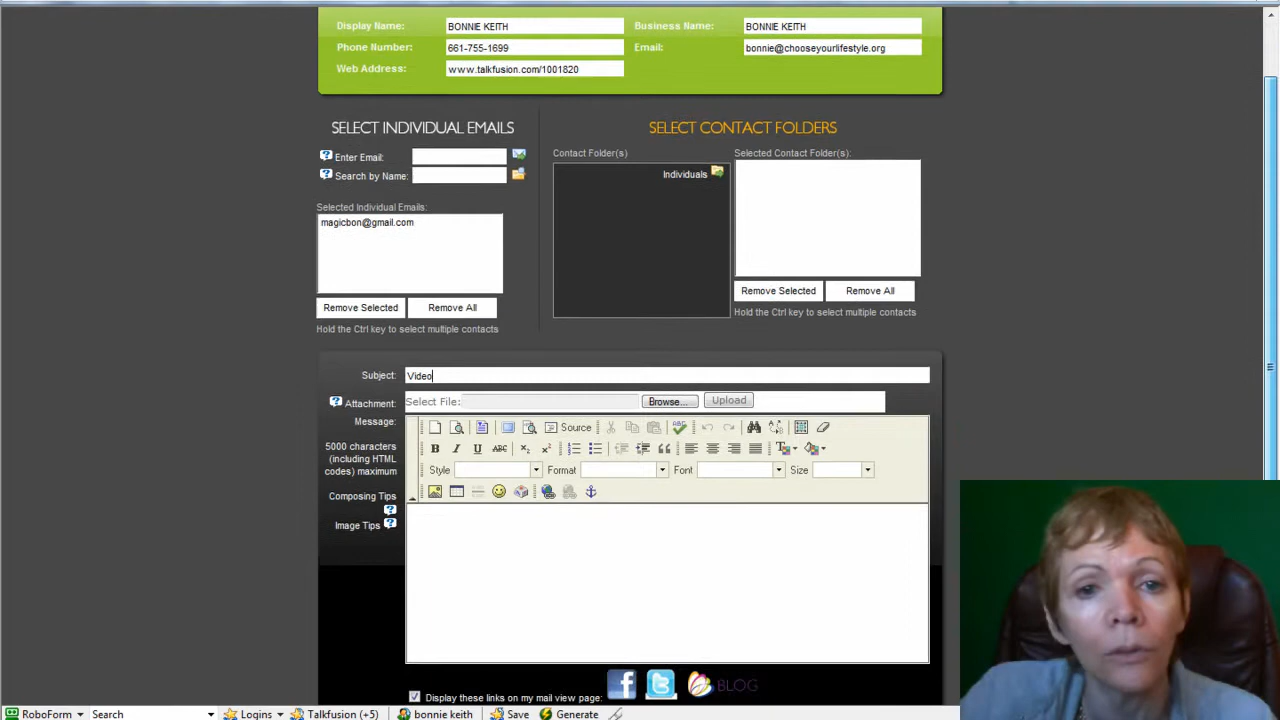 Display Name: BONNIE KEITH Business Name: BONNIE KEITH
Phone Number: 661-755-1699 Email: bonnie@chooseyourlifestyle.org
Web Address: www.talkfusion.com/1001820
SELECT INDIVIDUAL EMAILS SELECT CONTACT FOLDERS
Enter Email: Contact Folder(s) Selected Contact Folder(s):
Search by Name: Individuals
Selected Individual Emails:
magicbon@gmail.com
Remove Selected Remove All Remove Selected Remove All
Hold the Ctrl key to select multiple contacts Hold the Ctrl key to select multiple contacts
Subject: Video
Attachment: Select File: Browse... Upload
Message: Source
5000 characters
(including HTML
codes) maximum
B I U ABC
Style Format Font Size
Composing Tips
Image Tips
BLOG
Display these links on my mail view page:
RoboForm Search Logins Talkfusion (+5) bonnie keith Save Generate